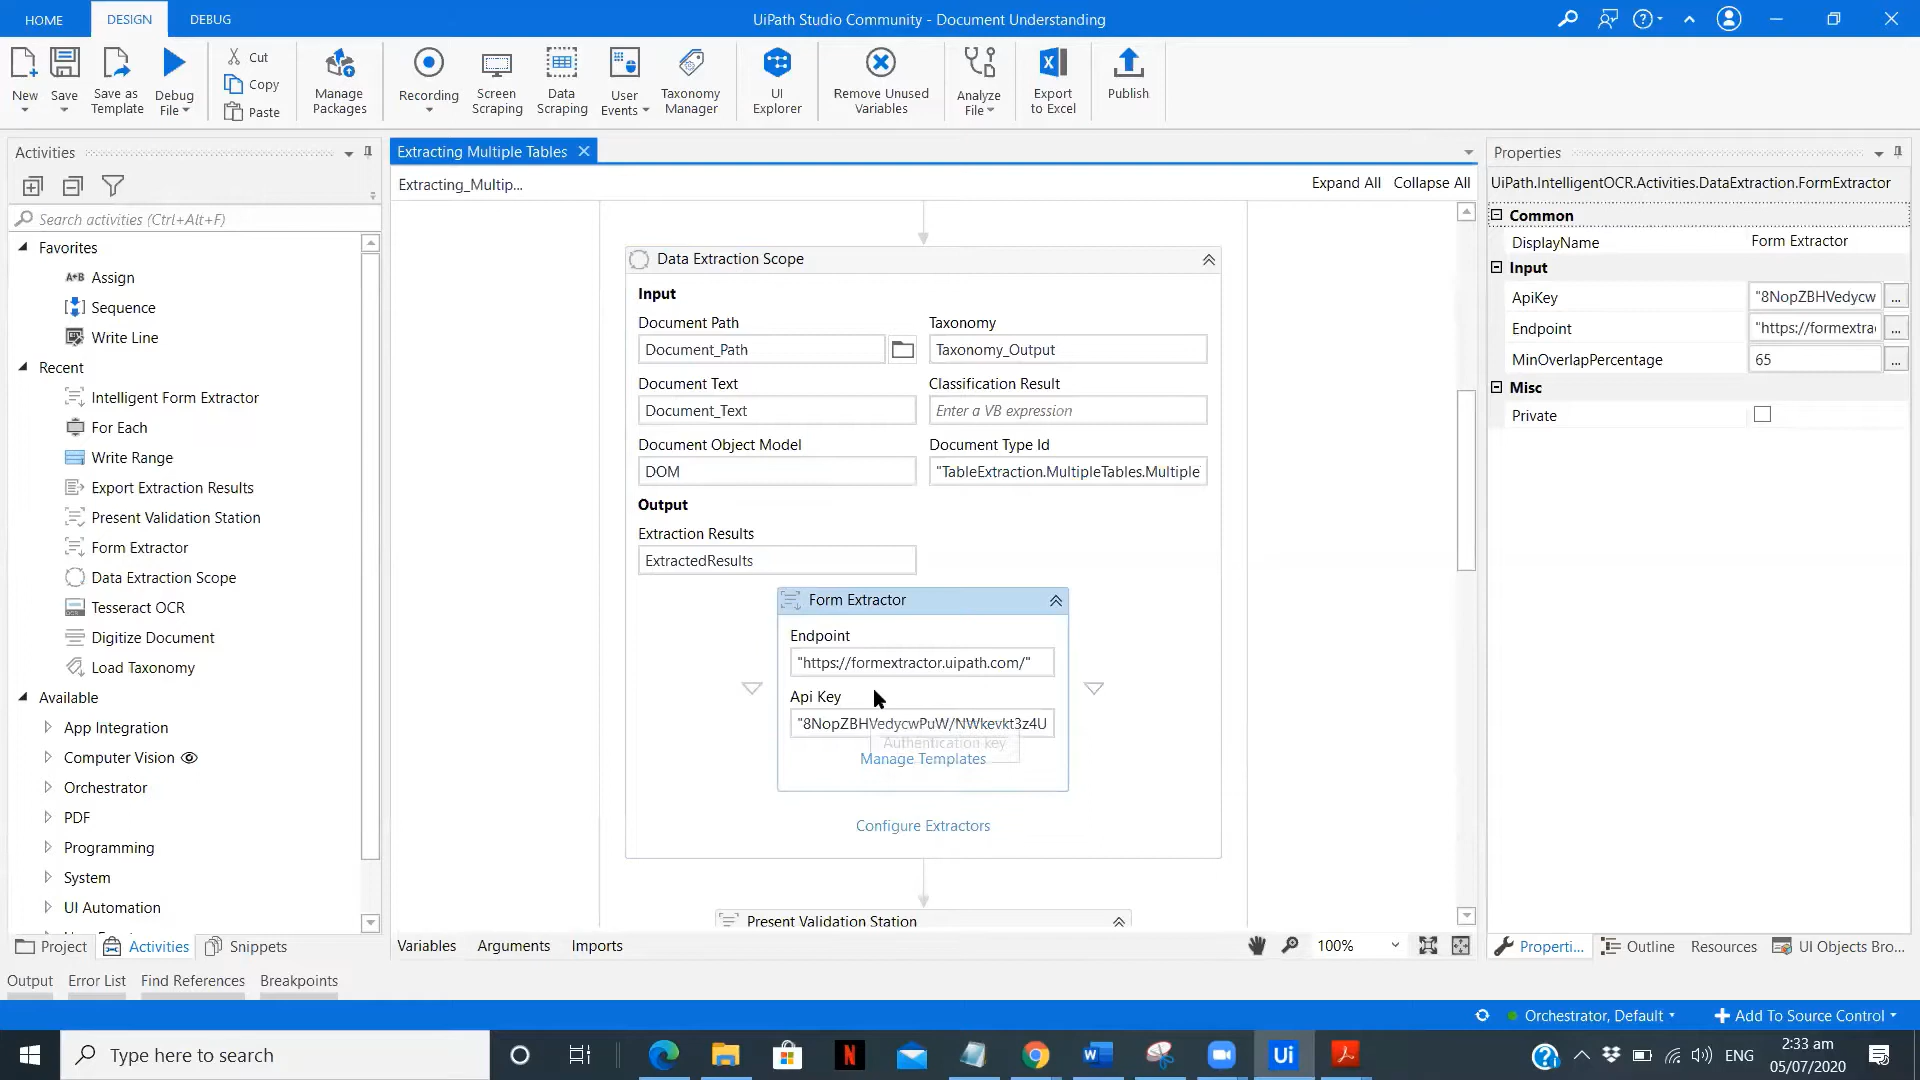 HOME DESIGN DEBUG
UiPath Studio Community - Document Understanding
New
Save
Save as Template
Debug File
Cut
Copy
Paste
Manage Packages
Recording
Screen Scraping
Data Scraping
User Events
Taxonomy Manager
UI Explorer
Remove Unused Variables
Analyze File
Export to Excel
Publish
Activities
Search activities (Ctrl+Alt+F)
Favorites
Assign
Sequence
Write Line
Recent
Intelligent Form Extractor
For Each
Write Range
Export Extraction Results
Present Validation Station
Form Extractor
Data Extraction Scope
Tesseract OCR
Digitize Document
Load Taxonomy
Available
App Integration
Computer Vision
Orchestrator
PDF
Programming
System
UI Automation
Project Activities Snippets
Extracting Multiple Tables
Extracting_Multip...
Expand All Collapse All
Data Extraction Scope
Input
Document Path Taxonomy
Document_Path Taxonomy_Output
Document Text Classification Result
Document_Text Enter a VB expression
Document Object Model Document Type Id
DOM "TableExtraction.MultipleTables.Multiple
Output
Extraction Results
ExtractedResults
Form Extractor
Endpoint
"https://formextractor.uipath.com/"
Api Key
"8NopZBHVedycwPuW/NWkevkt3z4U
Authentication key
Manage Templates
Configure Extractors
Present Validation Station
Variables Arguments Imports
100%
Properties
UiPath.IntelligentOCR.Activities.DataExtraction.FormExtractor
Common
DisplayName Form Extractor
Input
ApiKey "8NopZBHVedycw ...
Endpoint "https://formextra ...
MinOverlapPercentage 65 ...
Misc
Private
Properti... Outline Resources UI Objects Bro...
Output Error List Find References Breakpoints
Orchestrator, Default Add To Source Control
Type here to search
ENG
2:33 am
05/07/2020